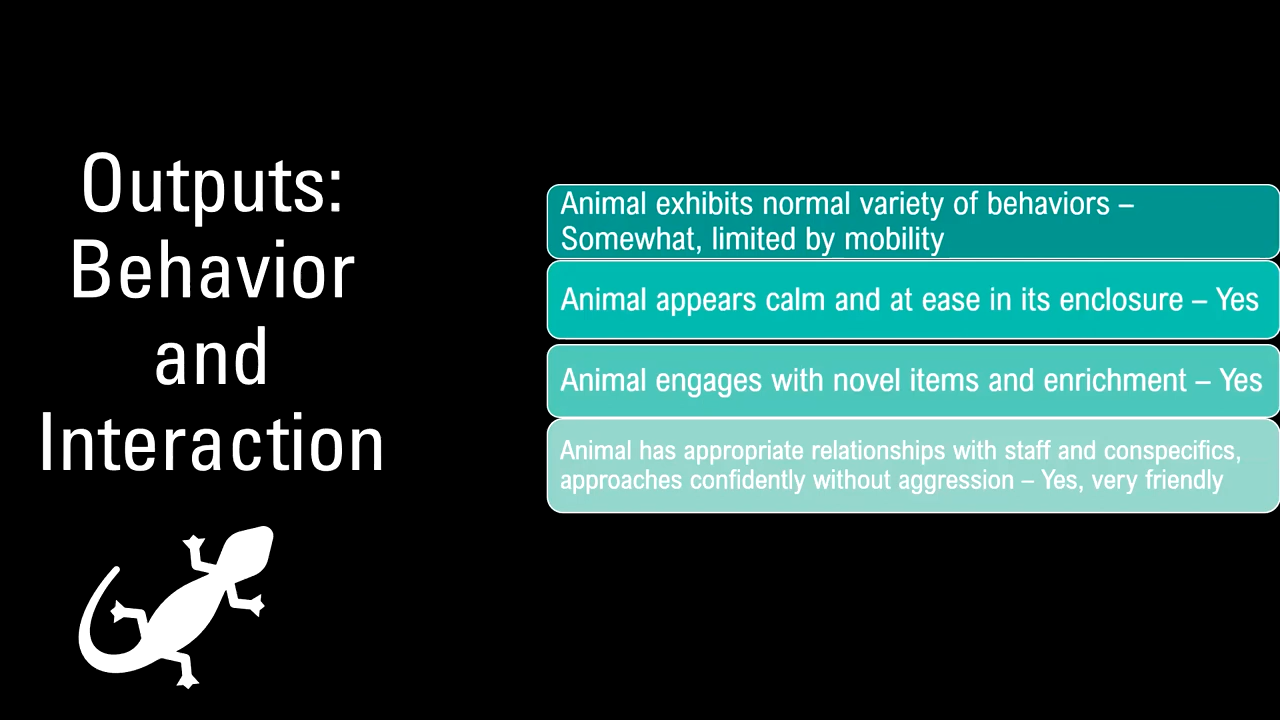 Outputs:
Behavior
and
Interaction
Animal exhibits normal variety of behaviors –
Somewhat, limited by mobility
Animal appears calm and at ease in its enclosure – Yes
Animal engages with novel items and enrichment – Yes
Animal has appropriate relationships with staff and conspecifics,
approaches confidently without aggression – Yes, very friendly